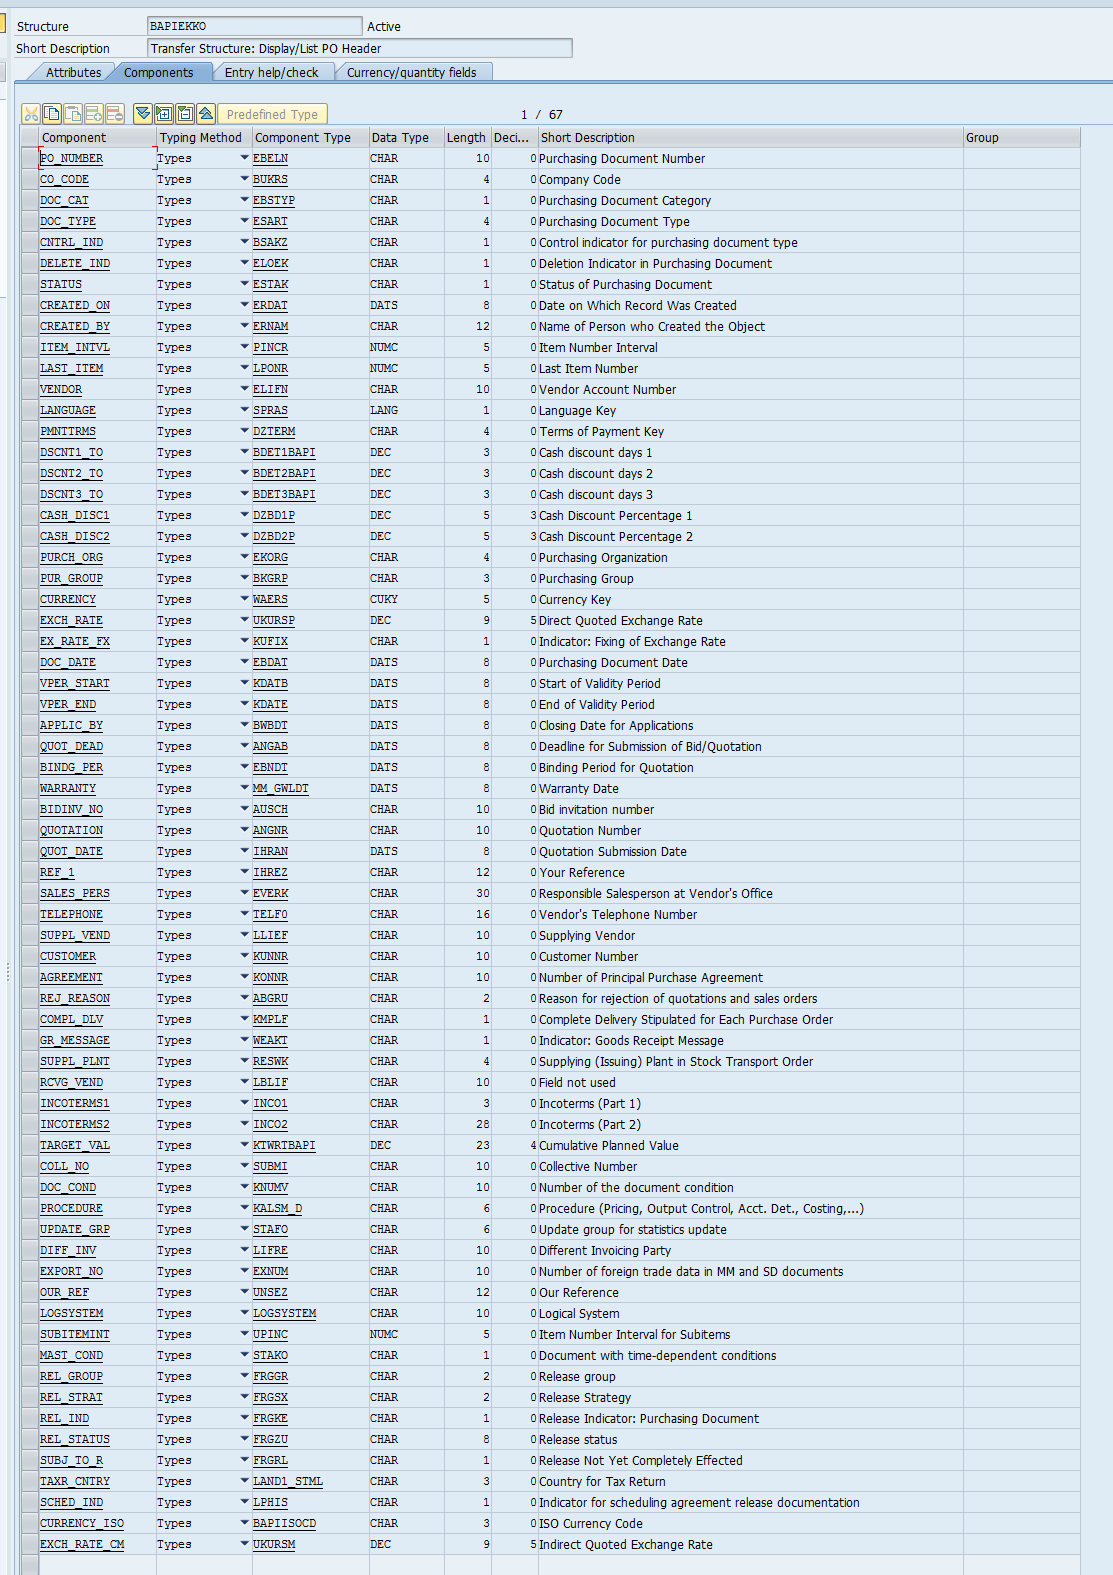 Structure BAPIEKKO Active
Short Description Transfer Structure: Display/List PO Header
Attributes Components Entry help/check Currency/quantity fields
Predefined Type 1 / 67
Component Typing Method Component Type Data Type Length Deci... Short Description Group
PO_NUMBER Types EBELN CHAR 10 0 Purchasing Document Number
CO_CODE Types BUKRS CHAR 4 0 Company Code
DOC_CAT Types EBSTYP CHAR 1 0 Purchasing Document Category
DOC_TYPE Types ESART CHAR 4 0 Purchasing Document Type
CNTRL_IND Types BSAKZ CHAR 1 0 Control indicator for purchasing document type
DELETE_IND Types ELOEK CHAR 1 0 Deletion Indicator in Purchasing Document
STATUS Types ESTAK CHAR 1 0 Status of Purchasing Document
CREATED_ON Types ERDAT DATS 8 0 Date on Which Record Was Created
CREATED_BY Types ERNAM CHAR 12 0 Name of Person who Created the Object
ITEM_INTVL Types PINCR NUMC 5 0 Item Number Interval
LAST_ITEM Types LPONR NUMC 5 0 Last Item Number
VENDOR Types ELIFN CHAR 10 0 Vendor Account Number
LANGUAGE Types SPRAS LANG 1 0 Language Key
PMNTTRMS Types DZTERM CHAR 4 0 Terms of Payment Key
DSCNT1_TO Types BDET1BAPI DEC 3 0 Cash discount days 1
DSCNT2_TO Types BDET2BAPI DEC 3 0 Cash discount days 2
DSCNT3_TO Types BDET3BAPI DEC 3 0 Cash discount days 3
CASH_DISC1 Types DZBD1P DEC 5 3 Cash Discount Percentage 1
CASH_DISC2 Types DZBD2P DEC 5 3 Cash Discount Percentage 2
PURCH_ORG Types EKORG CHAR 4 0 Purchasing Organization
PUR_GROUP Types BKGRP CHAR 3 0 Purchasing Group
CURRENCY Types WAERS CUKY 5 0 Currency Key
EXCH_RATE Types UKURSP DEC 9 5 Direct Quoted Exchange Rate
EX_RATE_FX Types KUFIX CHAR 1 0 Indicator: Fixing of Exchange Rate
DOC_DATE Types EBDAT DATS 8 0 Purchasing Document Date
VPER_START Types KDATB DATS 8 0 Start of Validity Period
VPER_END Types KDATE DATS 8 0 End of Validity Period
APPLIC_BY Types BWBDT DATS 8 0 Closing Date for Applications
QUOT_DEAD Types ANGAB DATS 8 0 Deadline for Submission of Bid/Quotation
BINDG_PER Types EBNDT DATS 8 0 Binding Period for Quotation
WARRANTY Types MM_GWLDT DATS 8 0 Warranty Date
BIDINV_NO Types AUSCH CHAR 10 0 Bid invitation number
QUOTATION Types ANGNR CHAR 10 0 Quotation Number
QUOT_DATE Types IHRAN DATS 8 0 Quotation Submission Date
REF_1 Types IHREZ CHAR 12 0 Your Reference
SALES_PERS Types EVERK CHAR 30 0 Responsible Salesperson at Vendor's Office
TELEPHONE Types TELF0 CHAR 16 0 Vendor's Telephone Number
SUPPL_VEND Types LLIEF CHAR 10 0 Supplying Vendor
CUSTOMER Types KUNNR CHAR 10 0 Customer Number
AGREEMENT Types KONNR CHAR 10 0 Number of Principal Purchase Agreement
REJ_REASON Types ABGRU CHAR 2 0 Reason for rejection of quotations and sales orders
COMPL_DLV Types KMPLF CHAR 1 0 Complete Delivery Stipulated for Each Purchase Order
GR_MESSAGE Types WEAKT CHAR 1 0 Indicator: Goods Receipt Message
SUPPL_PLNT Types RESWK CHAR 4 0 Supplying (Issuing) Plant in Stock Transport Order
RCVG_VEND Types LBLIF CHAR 10 0 Field not used
INCOTERMS1 Types INCO1 CHAR 3 0 Incoterms (Part 1)
INCOTERMS2 Types INCO2 CHAR 28 0 Incoterms (Part 2)
TARGET_VAL Types KTWRTBAPI DEC 23 4 Cumulative Planned Value
COLL_NO Types SUBMI CHAR 10 0 Collective Number
DOC_COND Types KNUMV CHAR 10 0 Number of the document condition
PROCEDURE Types KALSM_D CHAR 6 0 Procedure (Pricing, Output Control, Acct. Det., Costing,...)
UPDATE_GRP Types STAFO CHAR 6 0 Update group for statistics update
DIFF_INV Types LIFRE CHAR 10 0 Different Invoicing Party
EXPORT_NO Types EXNUM CHAR 10 0 Number of foreign trade data in MM and SD documents
OUR_REF Types UNSEZ CHAR 12 0 Our Reference
LOGSYSTEM Types LOGSYSTEM CHAR 10 0 Logical System
SUBITEMINT Types UPINC NUMC 5 0 Item Number Interval for Subitems
MAST_COND Types STAKO CHAR 1 0 Document with time-dependent conditions
REL_GROUP Types FRGGR CHAR 2 0 Release group
REL_STRAT Types FRGSX CHAR 2 0 Release Strategy
REL_IND Types FRGKE CHAR 1 0 Release Indicator: Purchasing Document
REL_STATUS Types FRGZU CHAR 8 0 Release status
SUBJ_TO_R Types FRGRL CHAR 1 0 Release Not Yet Completely Effected
TAXR_CNTRY Types LAND1_STML CHAR 3 0 Country for Tax Return
SCHED_IND Types LPHIS CHAR 1 0 Indicator for scheduling agreement release documentation
CURRENCY_ISO Types BAPIISOCD CHAR 3 0 ISO Currency Code
EXCH_RATE_CM Types UKURSM DEC 9 5 Indirect Quoted Exchange Rate